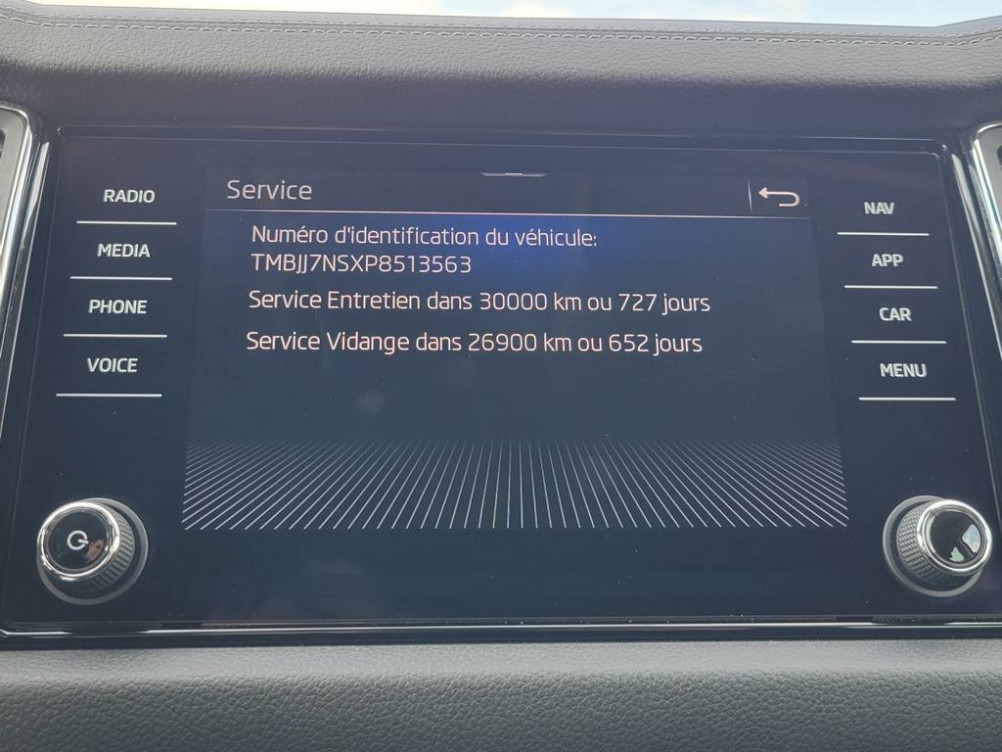 Service
RADIO
MEDIA
PHONE
VOICE
Numéro d'identification du véhicule:
TMBJJ7NSXP8513563
Service Entretien dans 30000 km ou 727 jours
Service Vidange dans 26900 km ou 652 jours
NAV
APP
CAR
MENU